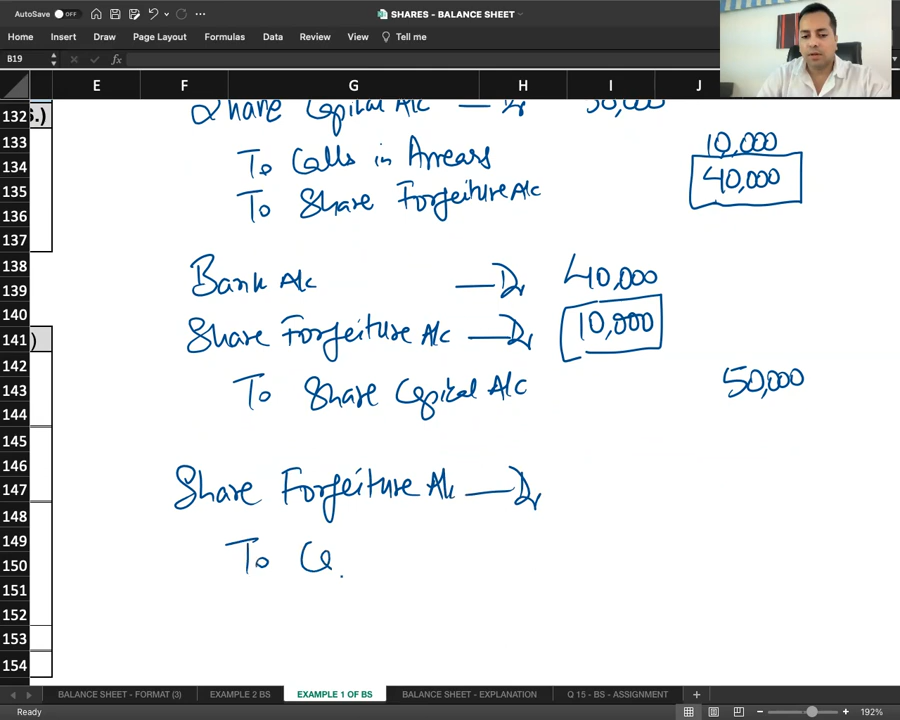 AutoSave OFF ... SHARES - BALANCE SHEET
Home Insert Draw Page Layout Formulas Data Review View Tell me
B19 fx
E F G H I J
132 .) Share Capital A/c — Dr 50,000
133 10,000
134 To Calls in Arrears
135 To Share Forfeiture A/c 40,000
136
137
138
139 Bank A/c — Dr 40,000
140
141 ) Share Forfeiture A/c — Dr 10,000
142
143 To Share Capital A/c 50,000
144
145
146
147 Share Forfeiture A/c — Dr
148
149
150 To Ca
151
152
153
154
BALANCE SHEET - FORMAT (3) EXAMPLE 2 BS EXAMPLE 1 OF BS BALANCE SHEET - EXPLANATION Q 15 - BS - ASSIGNMENT +
Ready 192%